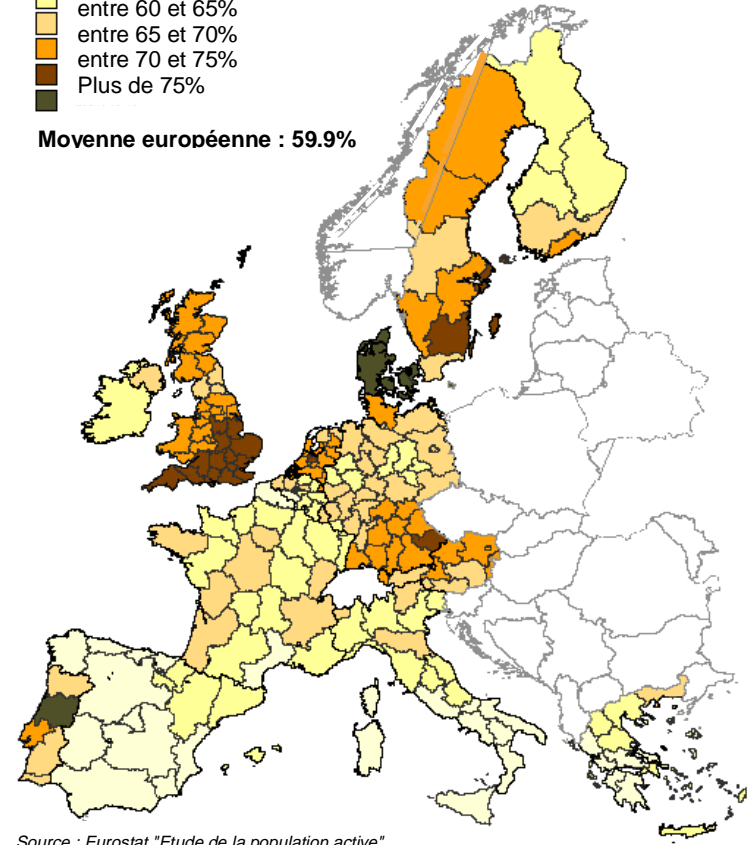 entre 60 et 65%
entre 65 et 70%
entre 70 et 75%
Plus de 75%
Moyenne européenne : 59.9%
Source : Eurostat "Etude de la population active"